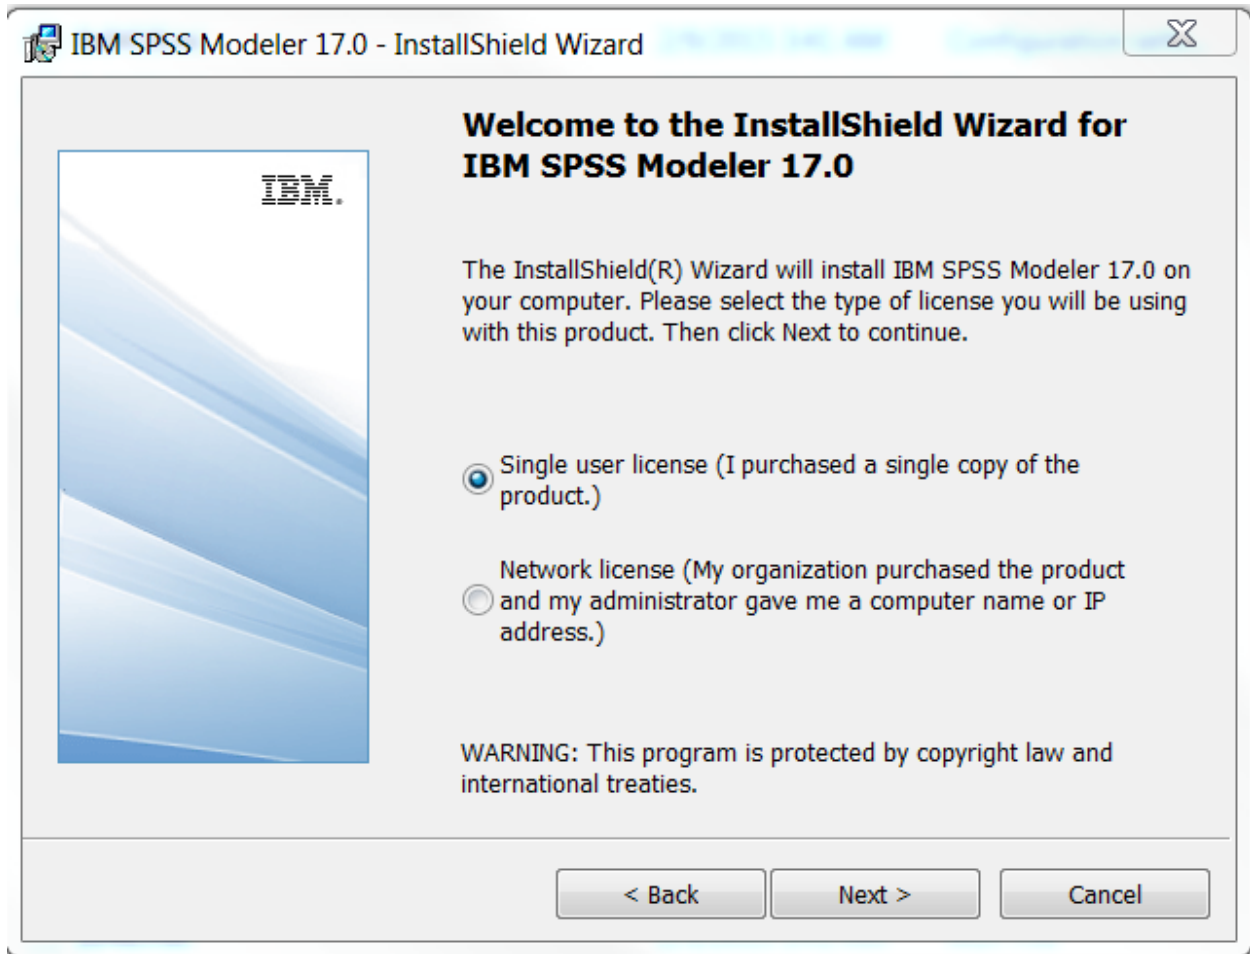 IBM SPSS Modeler 17.0 - InstallShield Wizard
Welcome to the InstallShield Wizard for
IBM SPSS Modeler 17.0
IBM.
The InstallShield(R) Wizard will install IBM SPSS Modeler 17.0 on
your computer. Please select the type of license you will be using
with this product. Then click Next to continue.
Single user license (I purchased a single copy of the
product.)
Network license (My organization purchased the product
and my administrator gave me a computer name or IP
address.)
WARNING: This program is protected by copyright law and
international treaties.
< Back
Next >
Cancel